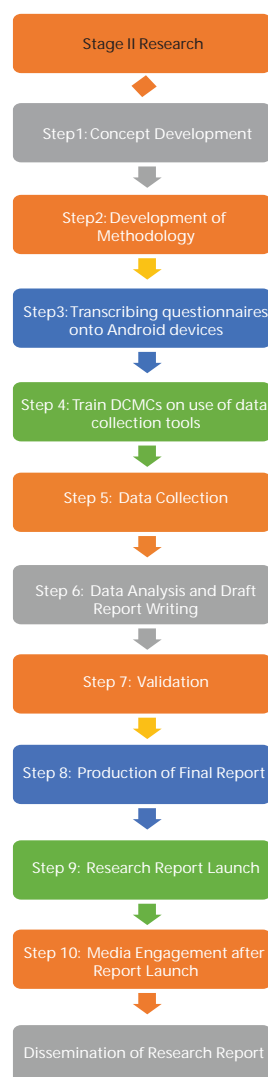 Stage II Research
Step1: Concept Development
Step2: Development of
Methodology
Step3: Transcribing questionnaires
onto Android devices
Step 4: Train DCMCs on use of data
collection tools
Step 5: Data Collection
Step 6: Data Analysis and Draft
Report Writing
Step 7: Validation
Step 8: Production of Final Report
Step 9: Research Report Launch
Step 10: Media Engagement after
Report Launch
Dissemination of Research Report